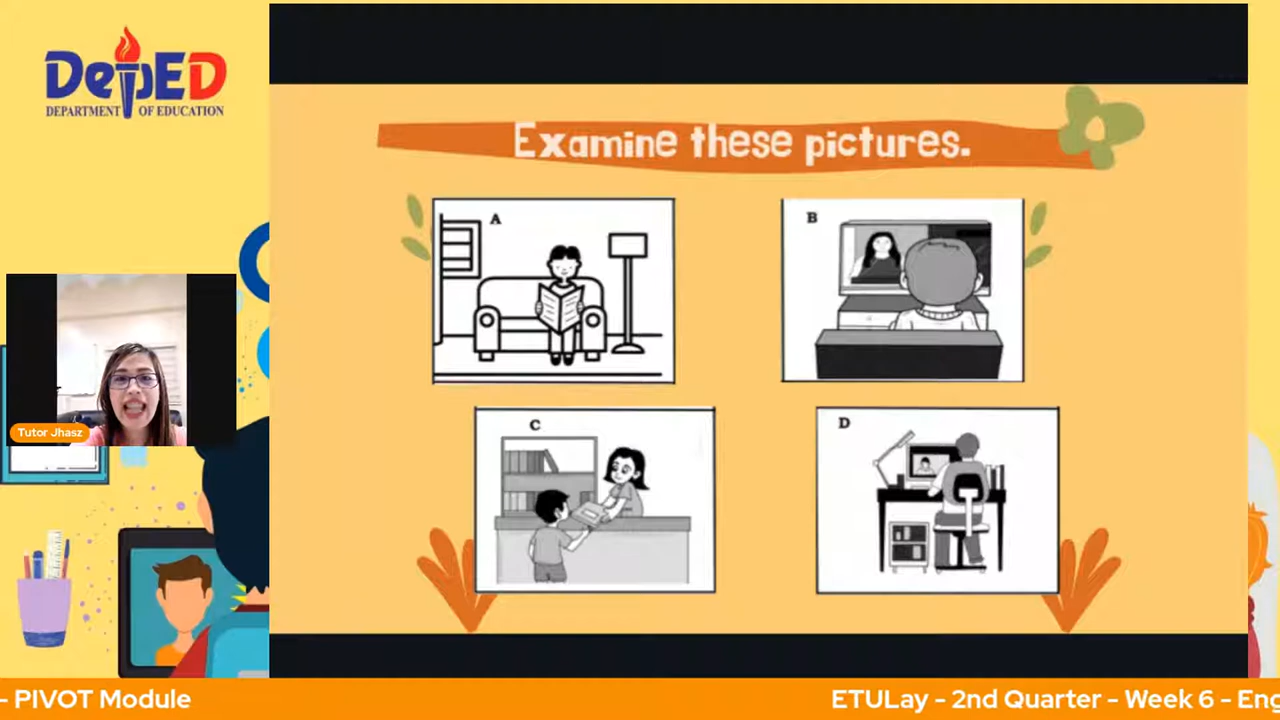 DepED
DEPARTMENT OF EDUCATION
Examine these pictures.
A
B
C
D
Tutor Jhasz
- PIVOT Module
ETULay - 2nd Quarter - Week 6 - Eng